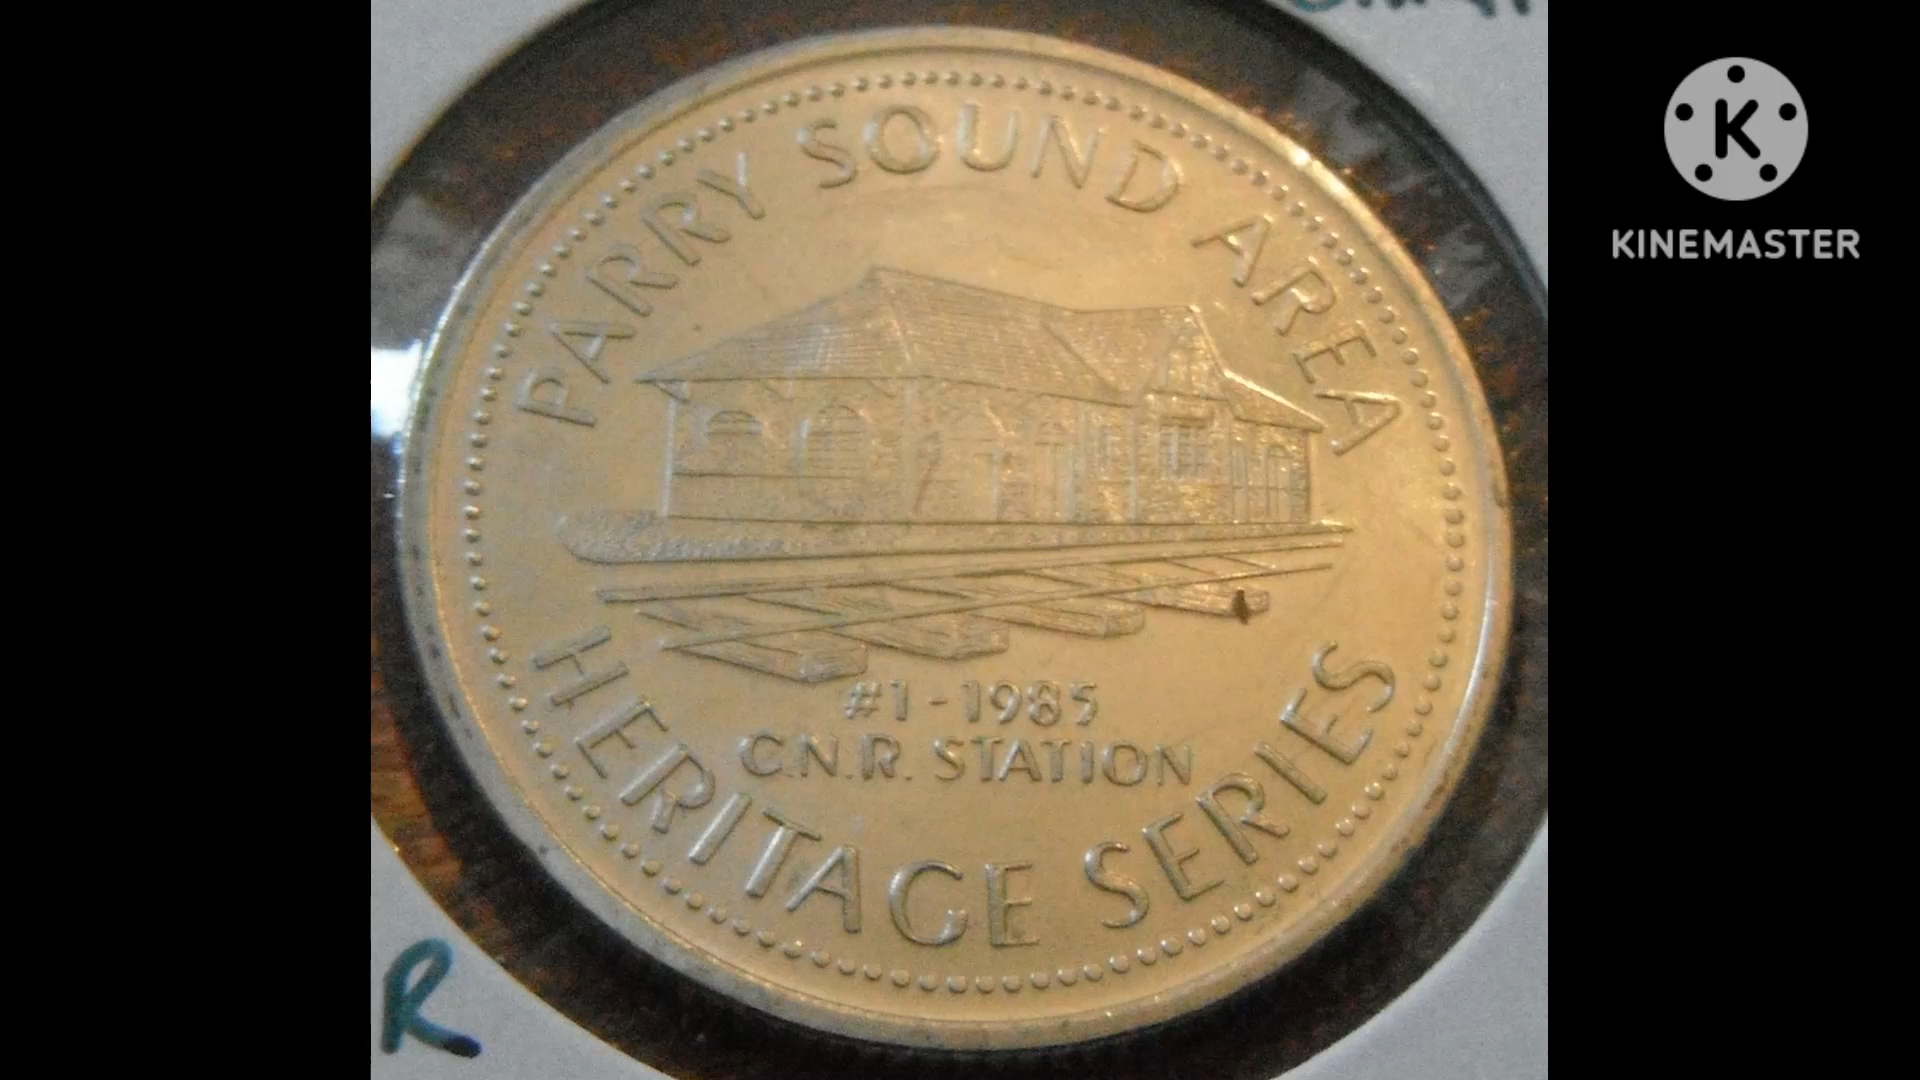 PARRY SOUND AREA
#1-1985
C.N.R. STATION
HERITAGE SERIES
R
K
KINEMASTER